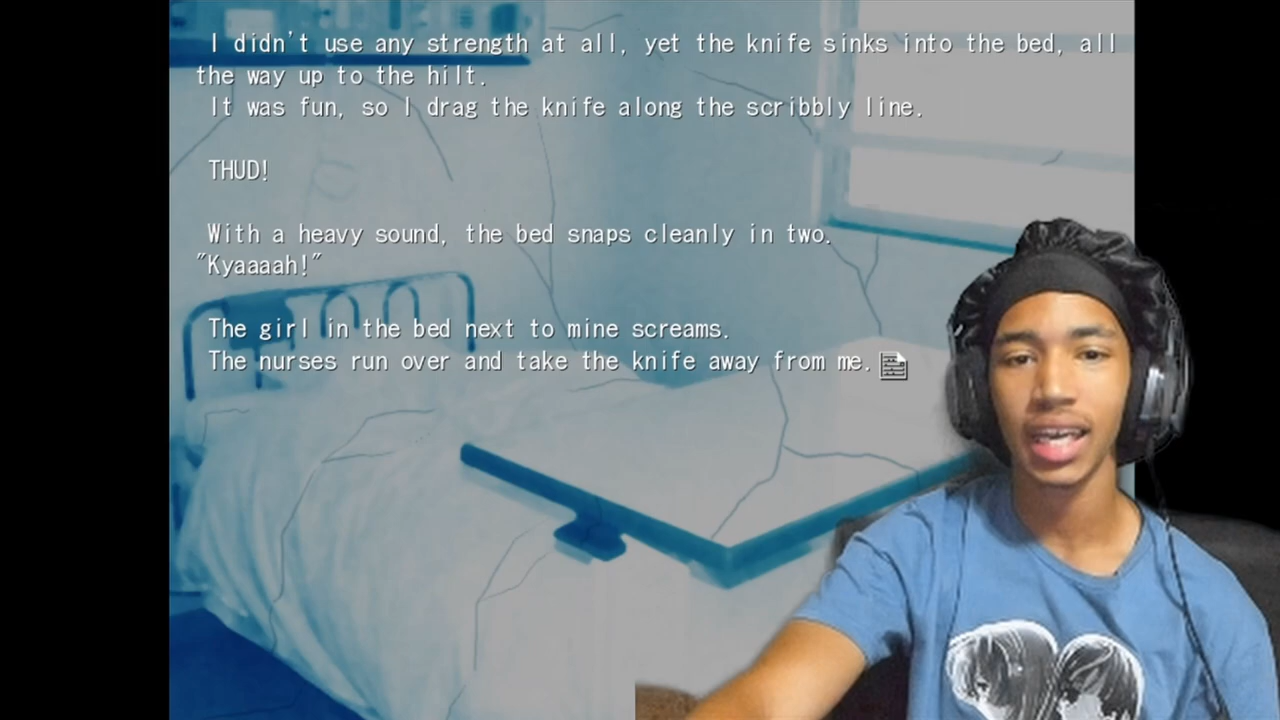 I didn't use any strength at all, yet the knife sinks into the bed, all
the way up to the hilt.
It was fun, so I drag the knife along the scribbly line.
THUD!
With a heavy sound, the bed snaps cleanly in two.
"Kyaaaah!"
The girl in the bed next to mine screams.
The nurses run over and take the knife away from me.